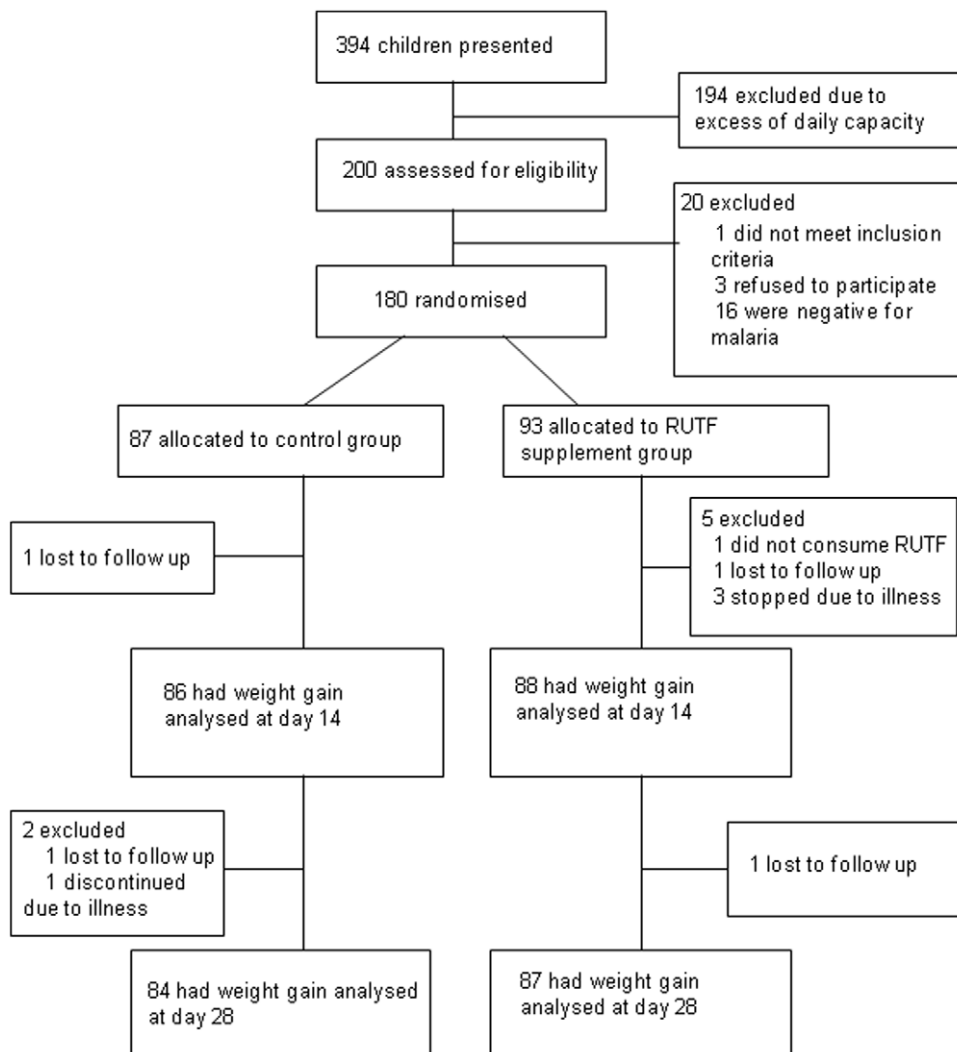 394 children presented
194 excluded due to
excess of daily capacity
200 assessed for eligibility
20 excluded
1 did not meet inclusion
criteria
3 refused to participate
16 were negative for
malaria
180 randomised
87 allocated to control group
93 allocated to RUTF
supplement group
1 lost to follow up
5 excluded
1 did not consume RUTF
1 lost to follow up
3 stopped due to illness
86 had weight gain
analysed at day 14
88 had weight gain
analysed at day 14
2 excluded
1 lost to follow up
1 discontinued
due to illness
1 lost to follow up
84 had weight gain analysed
at day 28
87 had weight gain
analysed at day 28